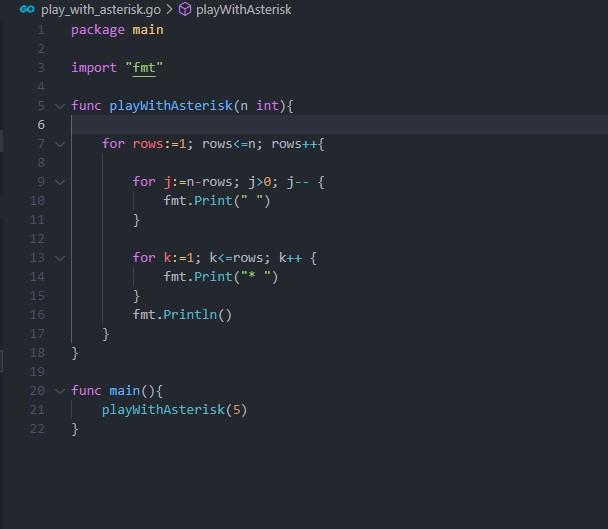 GO play_with_asterisk.go > playWithAsterisk
1 package main
2
3 import "fmt"
4
5 func playWithAsterisk(n int){
6
7     for rows:=1; rows<=n; rows++{
8
9         for j:=n-rows; j>0; j-- {
10             fmt.Print(" ")
11         }
12
13         for k:=1; k<=rows; k++ {
14             fmt.Print("* ")
15         }
16         fmt.Println()
17     }
18 }
19
20 func main(){
21     playWithAsterisk(5)
22 }